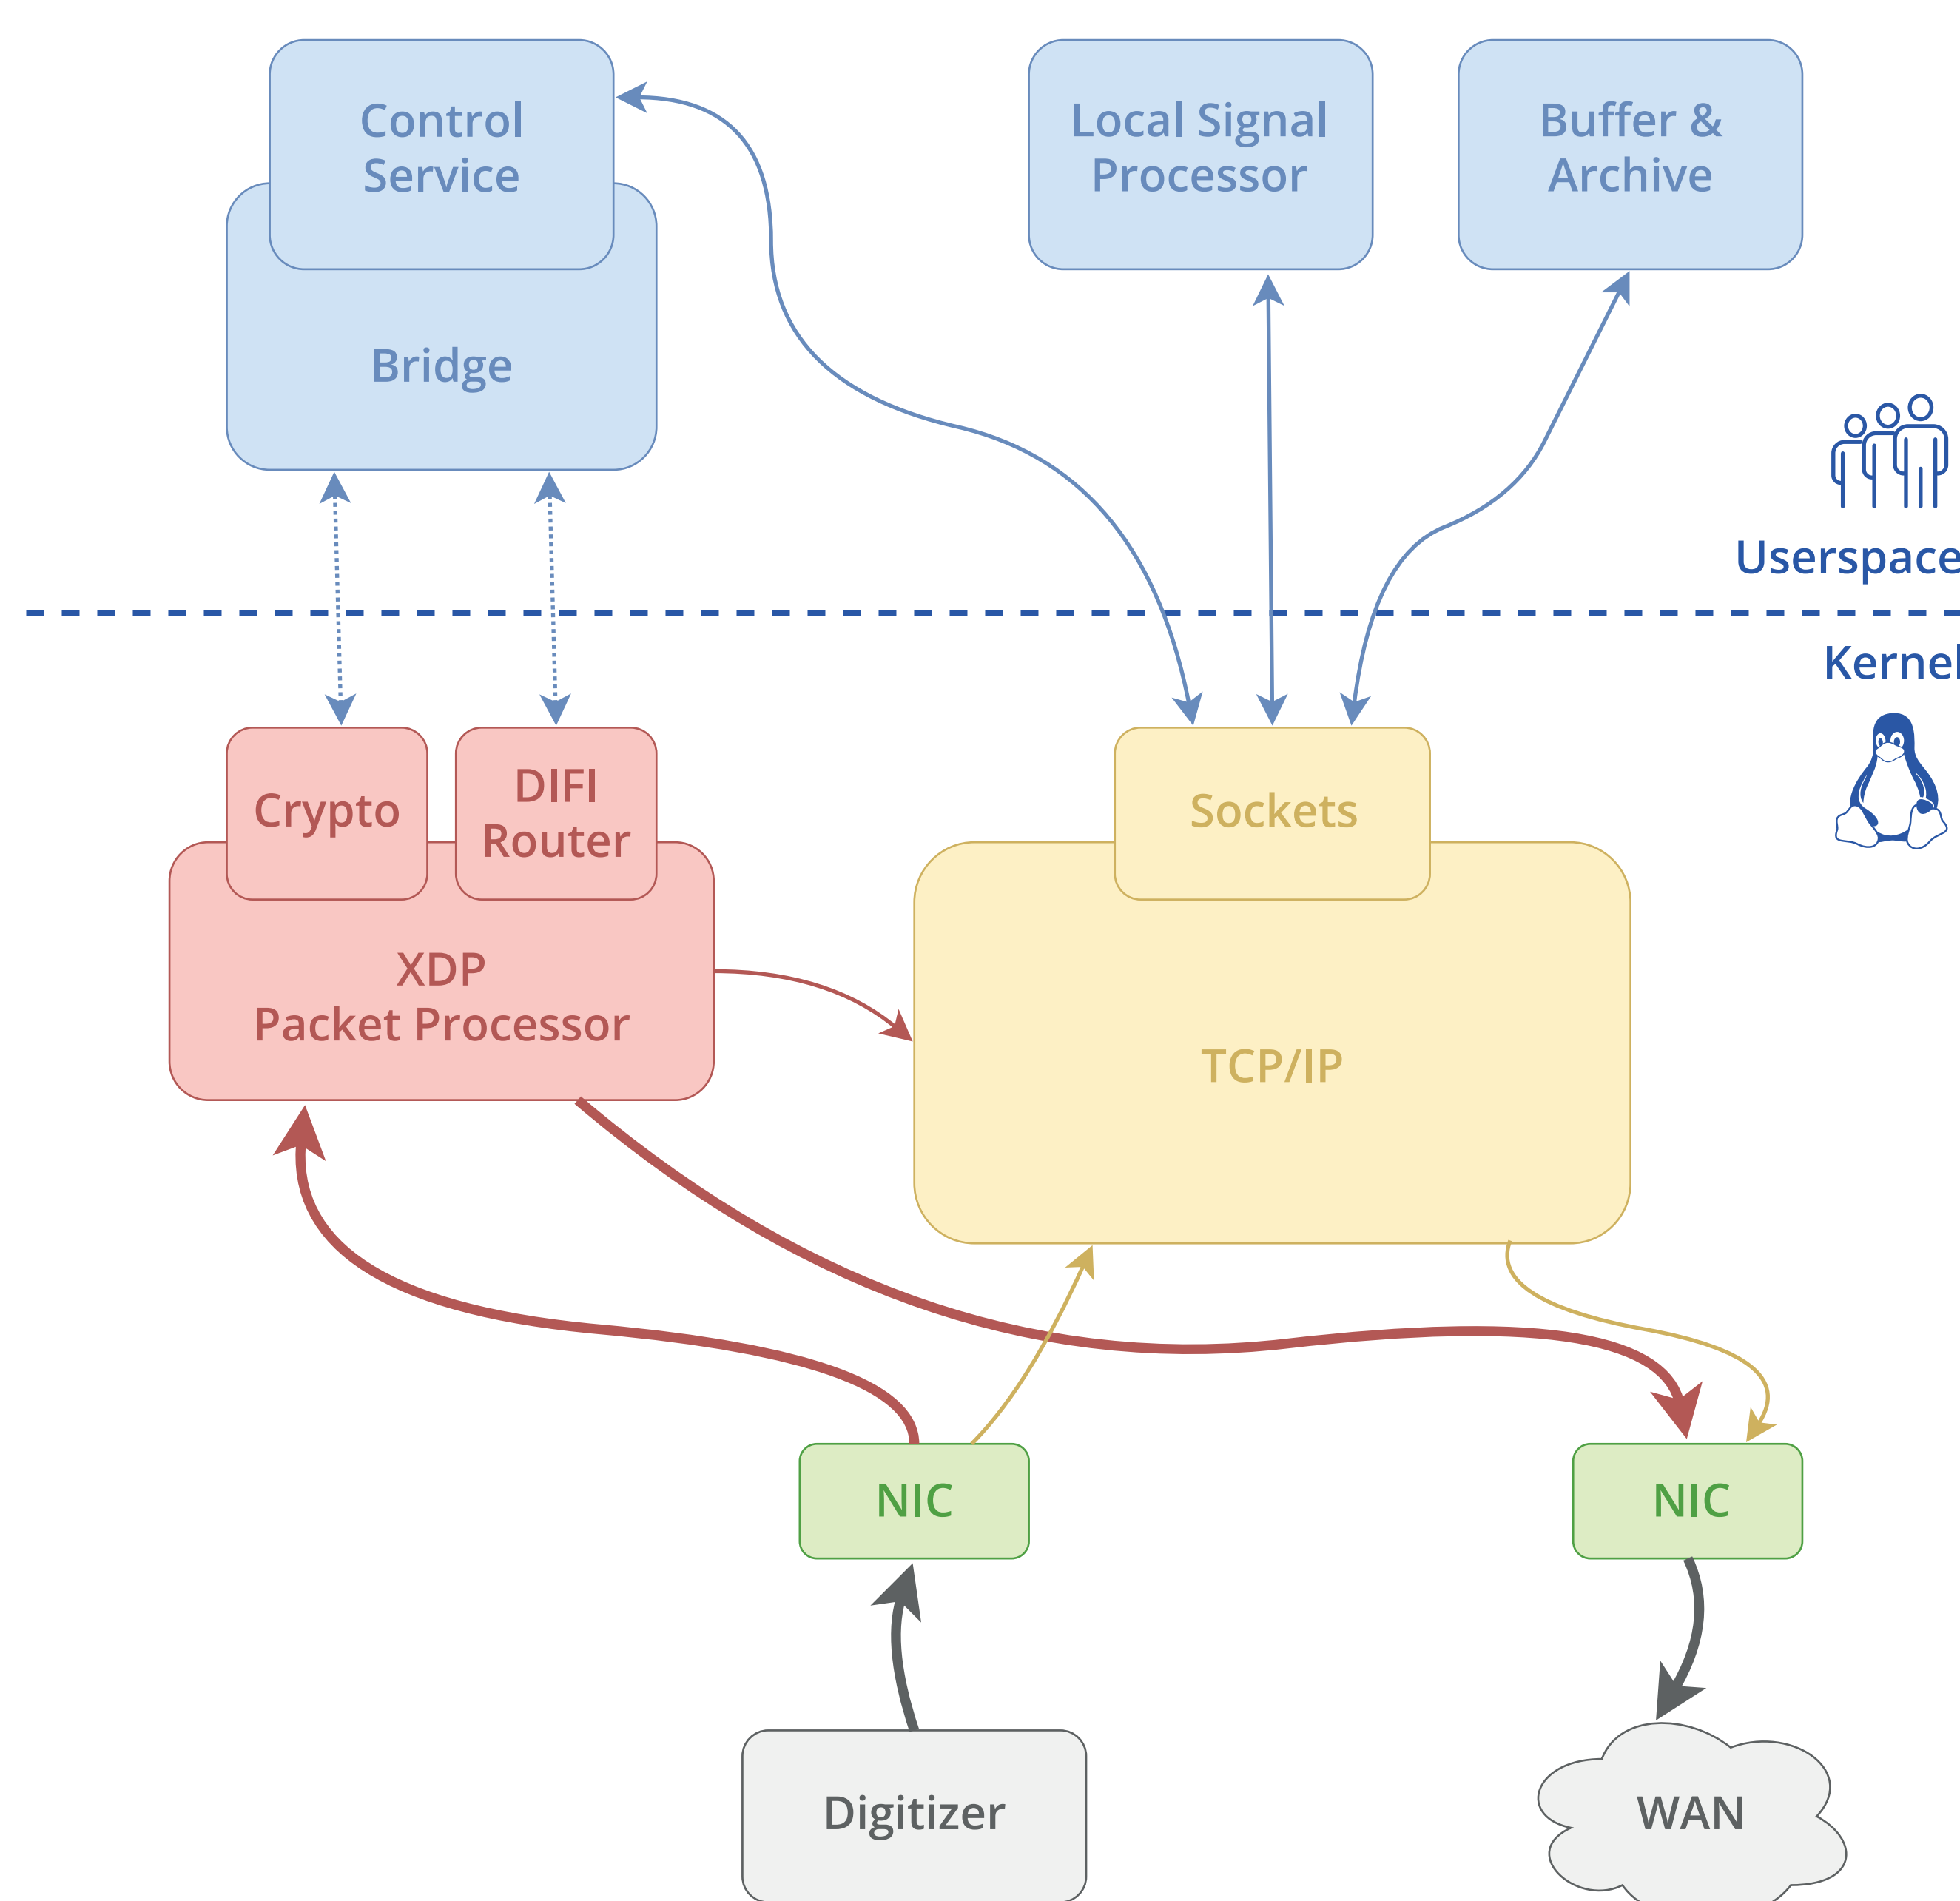 Control
Service
Local Signal
Processor
Buffer &
Archive
Bridge
Userspace
Kernel
Crypto
DIFI
Router
Sockets
XDP
Packet Processor
TCP/IP
NIC
NIC
Digitizer
WAN